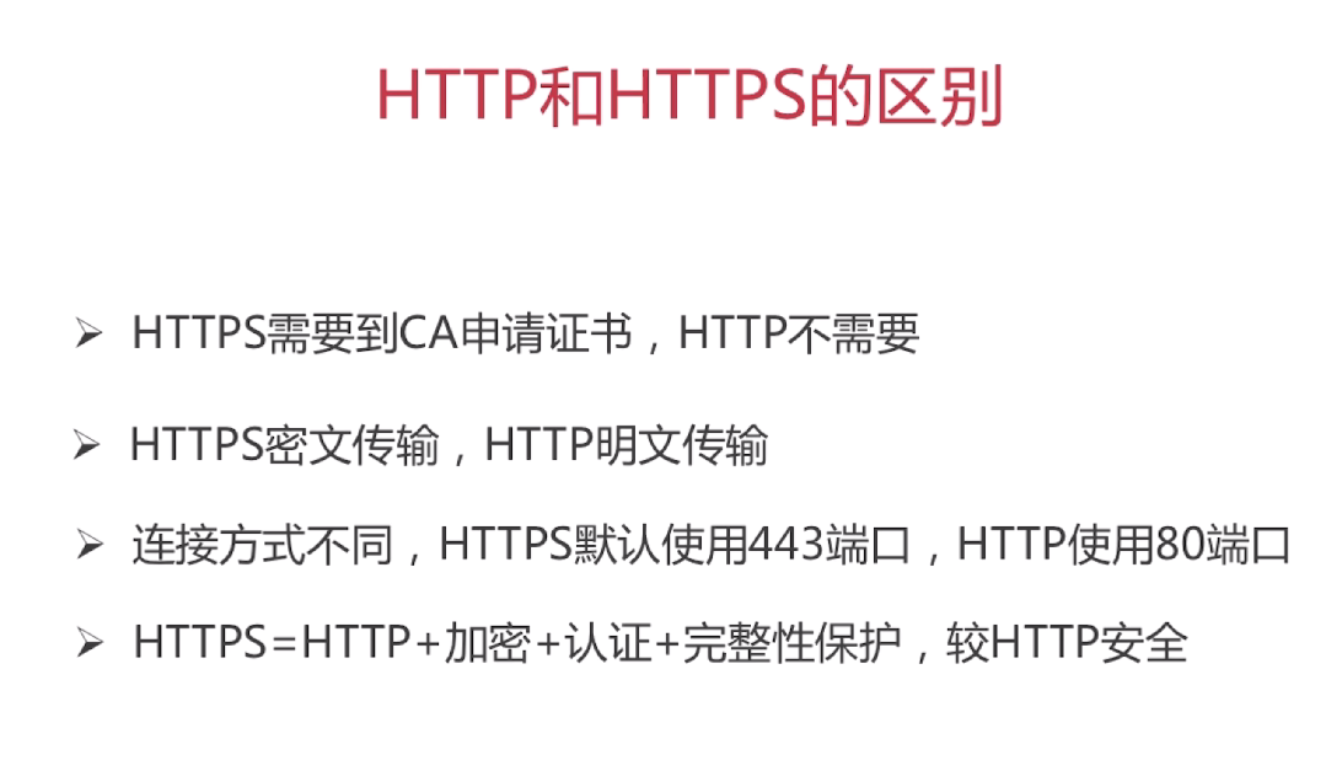 HTTP和HTTPS的区别
➢ HTTPS需要到CA申请证书，HTTP不需要
➢ HTTPS密文传输，HTTP明文传输
➢ 连接方式不同，HTTPS默认使用443端口，HTTP使用80端口
➢ HTTPS=HTTP+加密+认证+完整性保护，较HTTP安全